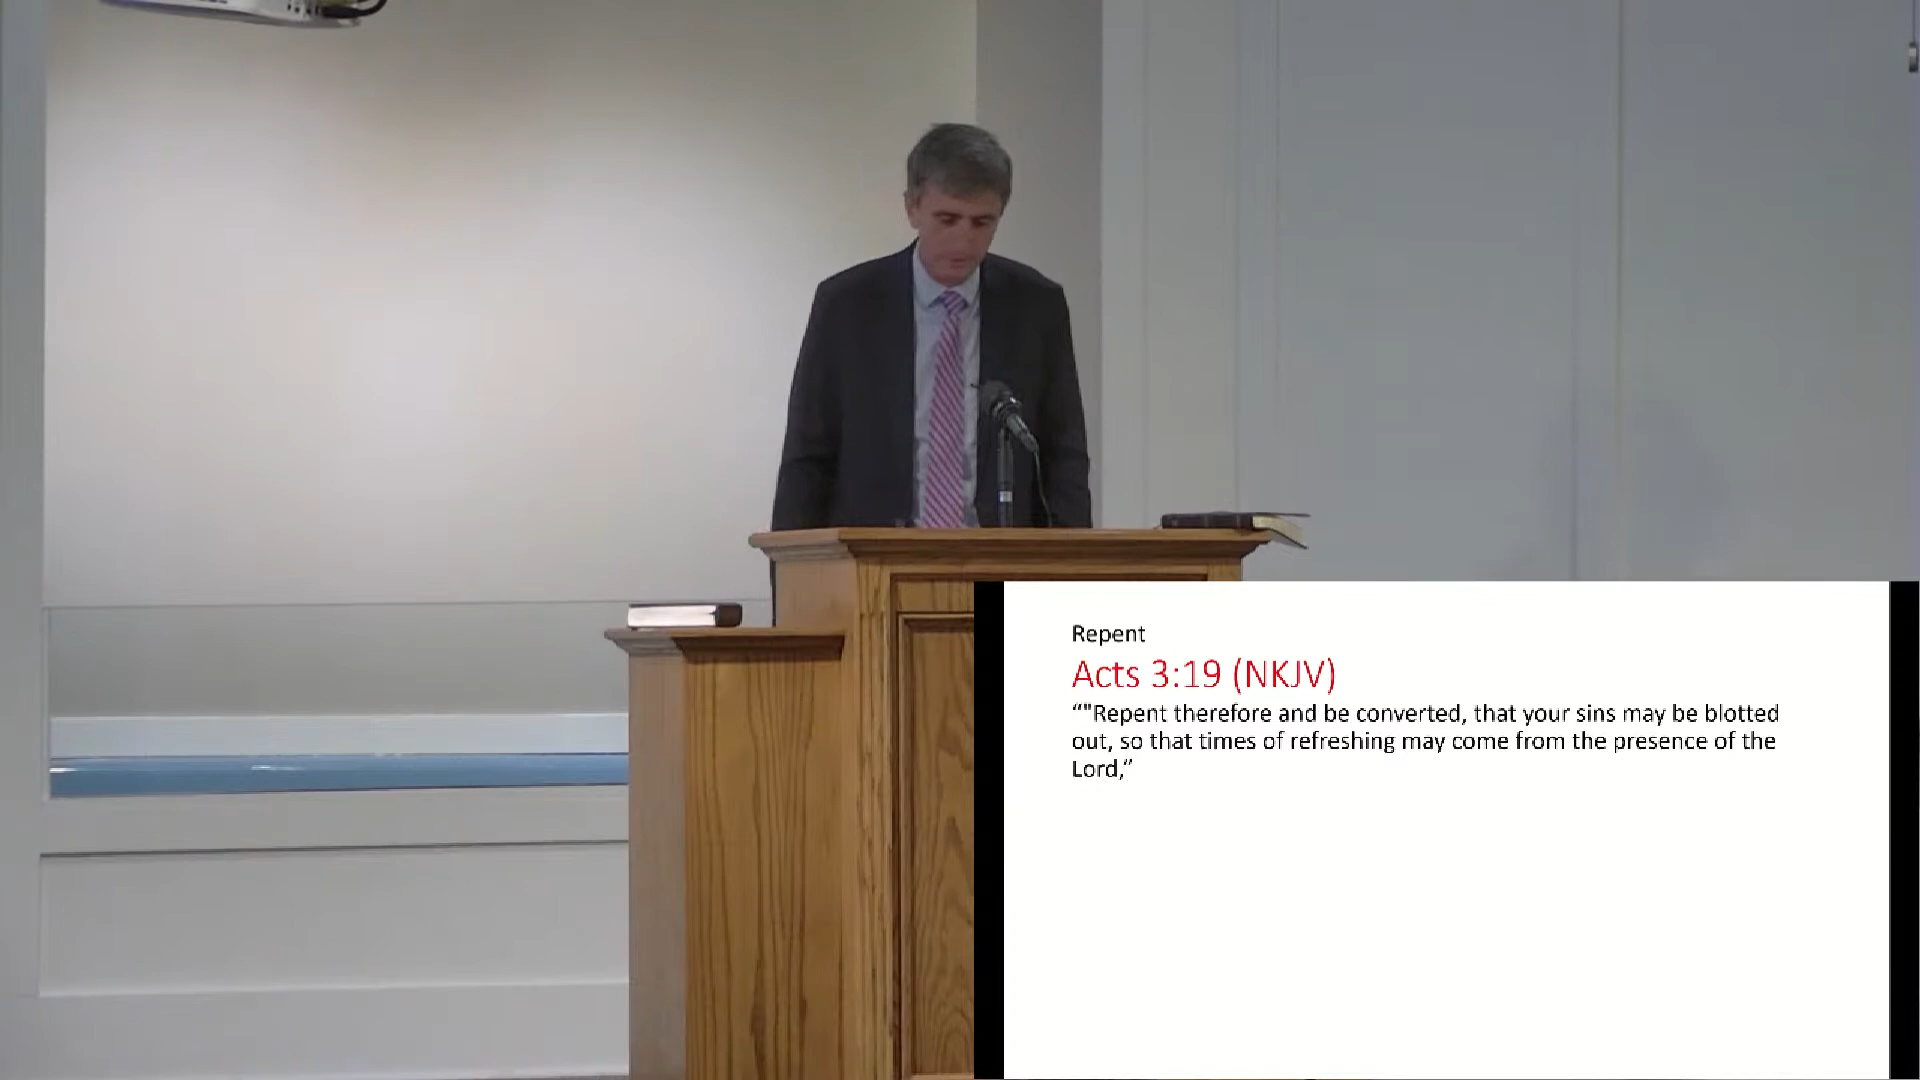 Repent
Acts 3:19 (NKJV)
“"Repent therefore and be converted, that your sins may be blotted
out, so that times of refreshing may come from the presence of the
Lord,”